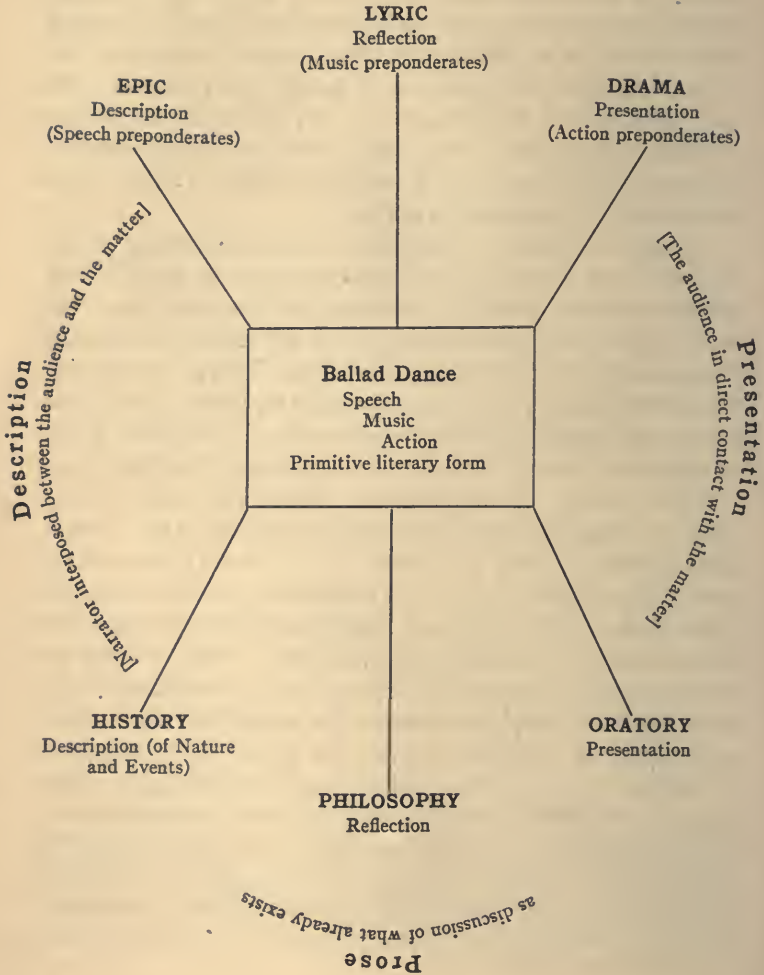 LYRIC
Reflection
(Music preponderates)
EPIC
Description
(Speech preponderates)
DRAMA
Presentation
(Action preponderates)
Description
[Narrator interposed between the audience and the matter]
[The audience in direct contact with the matter]
Presentation
Ballad Dance
Speech
Music
Action
Primitive literary form
HISTORY
Description (of Nature
and Events)
ORATORY
Presentation
PHILOSOPHY
Reflection
as discussion of what already exists
Prose